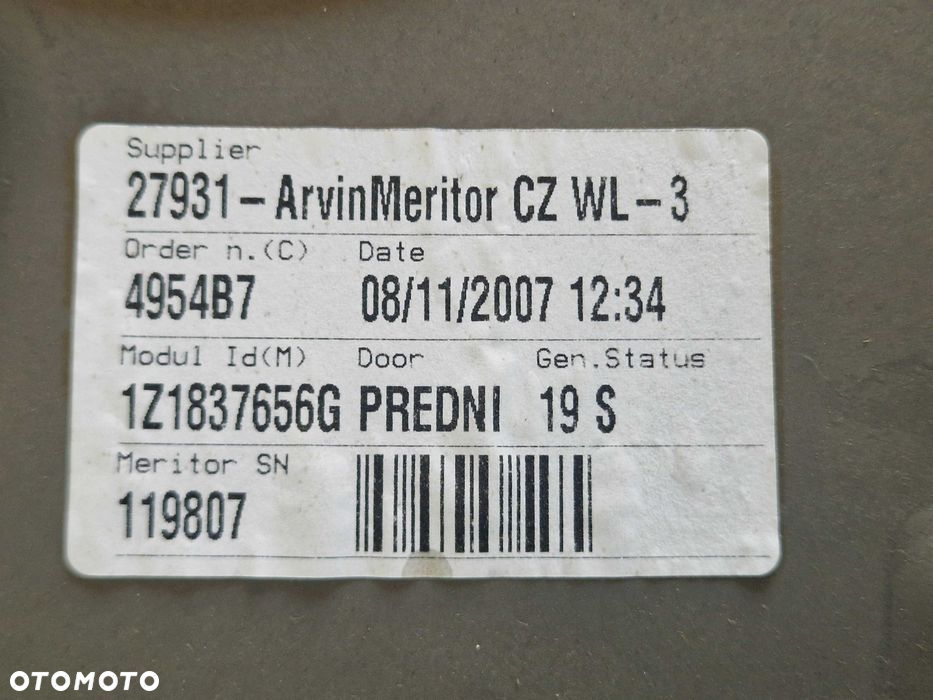 Supplier
27931-ArvinMeritor CZ WL-3
Order n.(C) Date
4954B7 08/11/2007 12:34
Modul Id(M) Door Gen.Status
1Z1837656G PREDNI 19 S
Meritor SN
119807
OTOMOTO